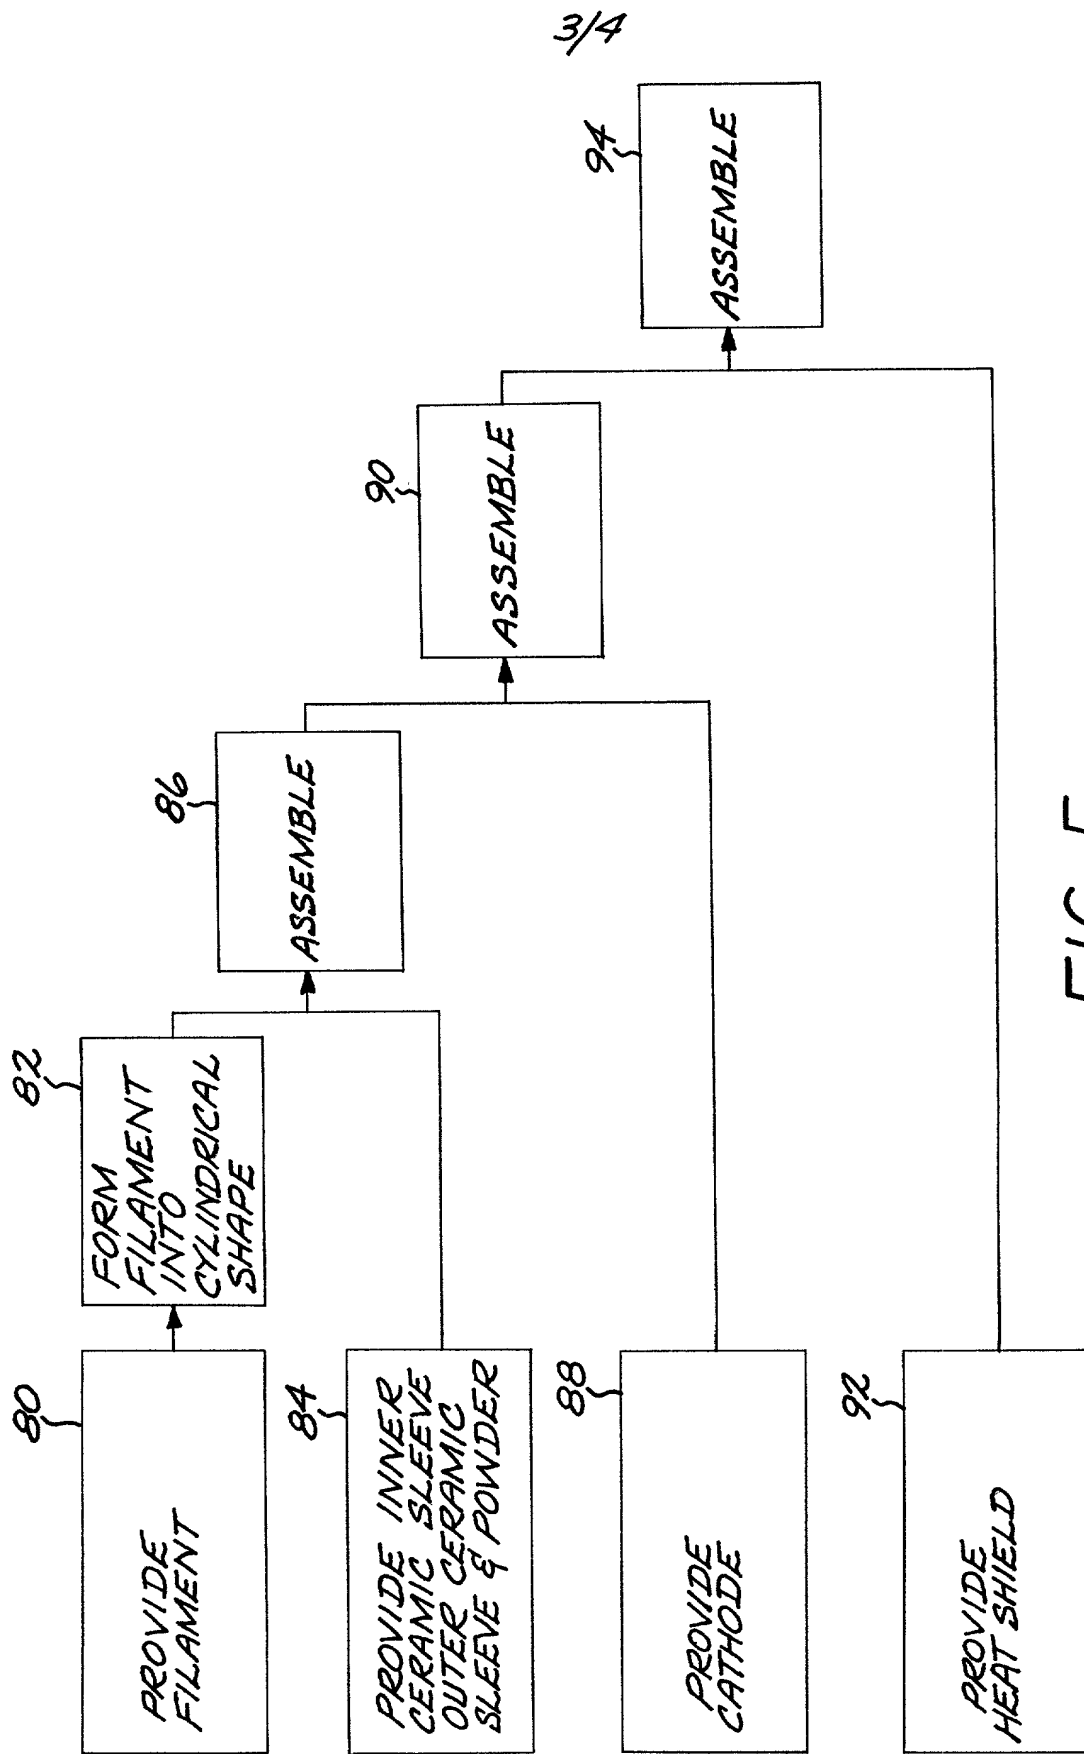 3/4
80
PROVIDE
FILAMENT
82
FORM
FILAMENT
INTO
CYLINDRICAL
SHAPE
84
PROVIDE INNER
CERAMIC SLEEVE
OUTER CERAMIC
SLEEVE & POWDER
86
ASSEMBLE
88
PROVIDE
CATHODE
90
ASSEMBLE
92
PROVIDE
HEAT SHIELD
94
ASSEMBLE